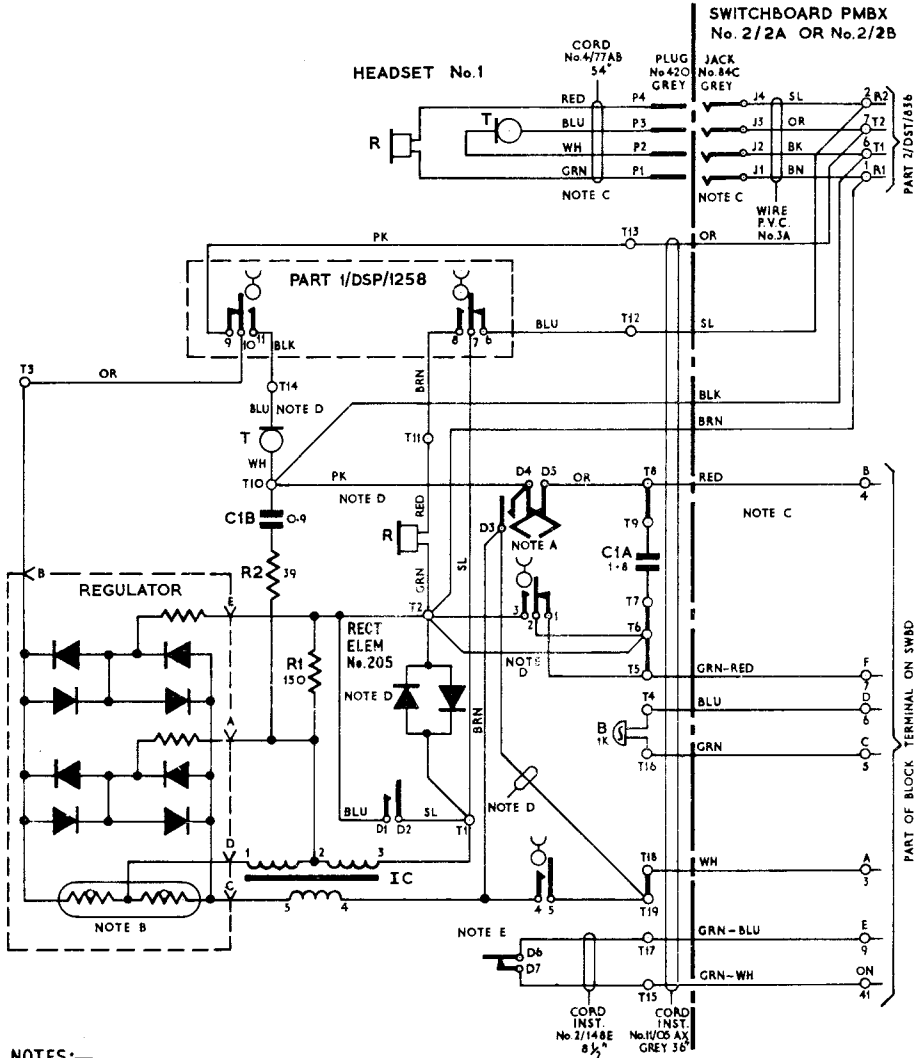 SWITCHBOARD PMBX
No. 2/2A OR No. 2/2B
CORD
No.4/77AB
54"
PLUG
No 420
GREY
JACK
No.84C
GREY
HEADSET No.1
RED P4 J4 SL 2 R2
T BLU P3 J3 OR 7 T2
R WH P2 J2 BK 6 T1
GRN P1 J1 BN 1 R1
NOTE C NOTE C
WIRE
P.V.C.
No.3A
PART 2/DST/636
PK T13 OR
PART 1/DSP/1258
9 10 11 8 7 6
BLU T12 SL
BLK
T3 OR
T14
BRN
BLK
BLU NOTE D
T
T11
BRN
WH
T10 PK D4 D5 OR T8 RED B
4
NOTE D
RED
NOTE C
C1B 0·9
D3
T9
R
NOTE A
C1A
1·8
R2 39
GRN
SL
B
REGULATOR
T7
E
T2
3 2 1
T6
RECT
ELEM
No.205
NOTE
D
R1
150
T5 GRN-RED F
7
NOTE D
T4 BLU D
6
BRN
B
1K
A
T16 GRN C
5
BLU D1 D2 SL T1
NOTE D
PART OF BLOCK TERMINAL ON SWBD
D 1 2 3
IC
T18 WH A
3
C 5 4
4 5
T19
NOTE B
NOTE E
T17 GRN-BLU E
9
D6
D7
T15 GRN-WH ON
41
CORD
INST.
No.2/148E
8½"
CORD
INST.
No.11/05 AX
GREY 36"
NOTES:—